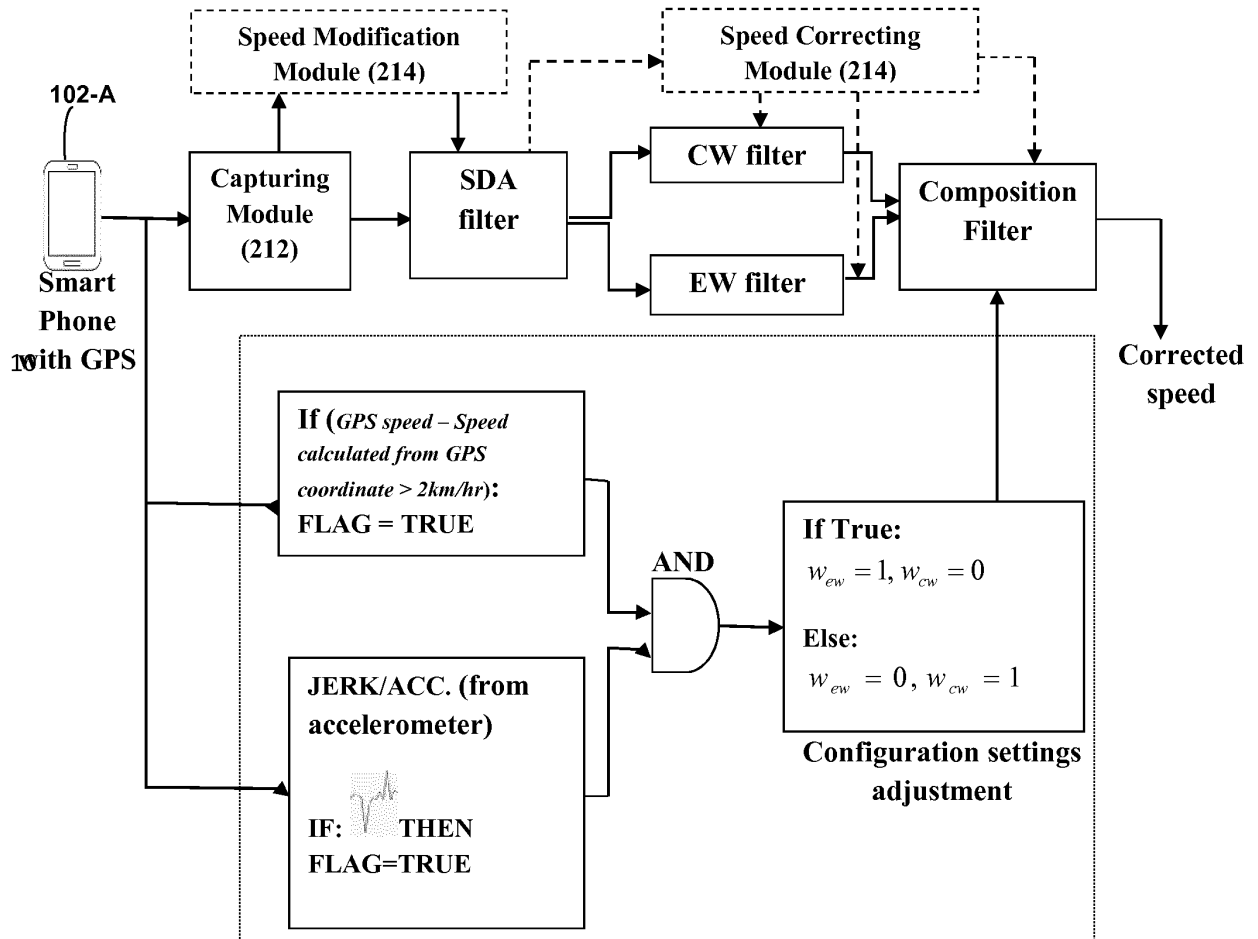 Speed Modification
Module (214)
Speed Correcting
Module (214)
102-A
Capturing
Module
(212)
SDA
filter
CW filter
EW filter
Composition
Filter
Smart
Phone
with GPS
10
Corrected
speed
If (GPS speed – Speed
calculated from GPS
coordinate > 2km/hr):
FLAG = TRUE
AND
If True:
w_ew = 1, w_cw = 0
Else:
w_ew = 0, w_cw = 1
Configuration settings
adjustment
JERK/ACC. (from
accelerometer)
IF: THEN
FLAG=TRUE